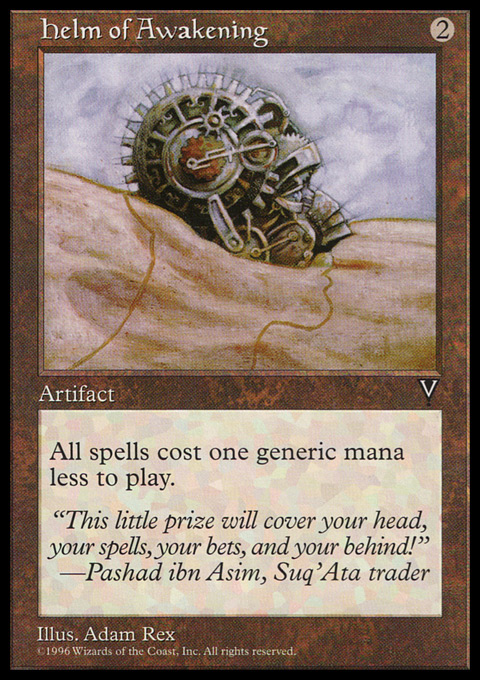 Helm of Awakening 2
Artifact
All spells cost one generic mana
less to play.
“This little prize will cover your head,
your spells, your bets, and your behind!”
—Pashad ibn Asim, Suq’Ata trader
Illus. Adam Rex
©1996 Wizards of the Coast, Inc. All rights reserved.